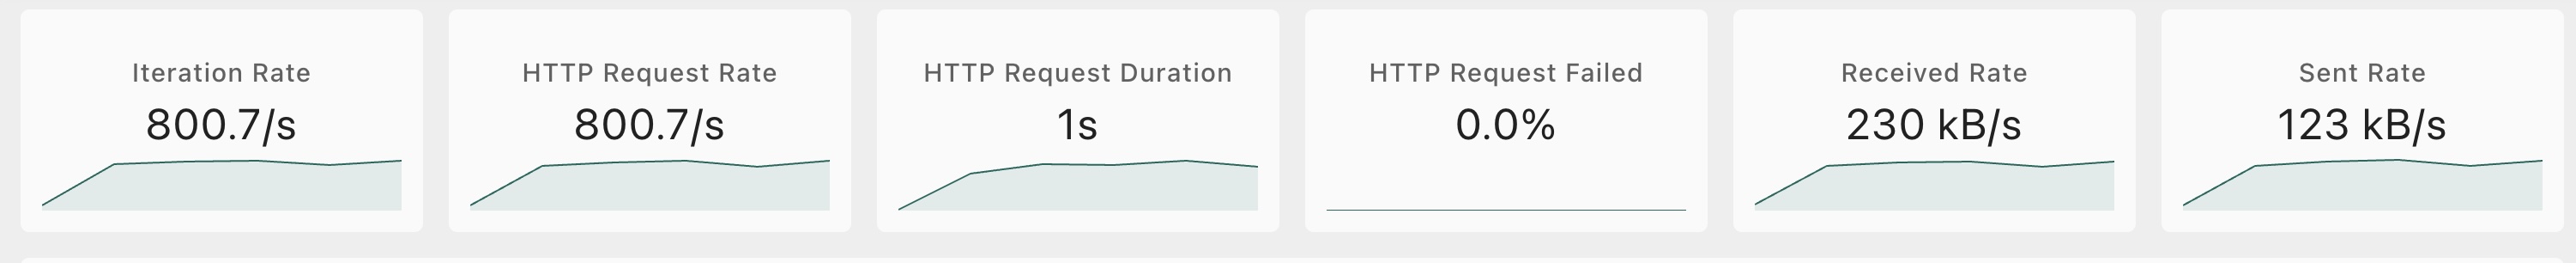 Iteration Rate
800.7/s
HTTP Request Rate
800.7/s
HTTP Request Duration
1s
HTTP Request Failed
0.0%
Received Rate
230 kB/s
Sent Rate
123 kB/s